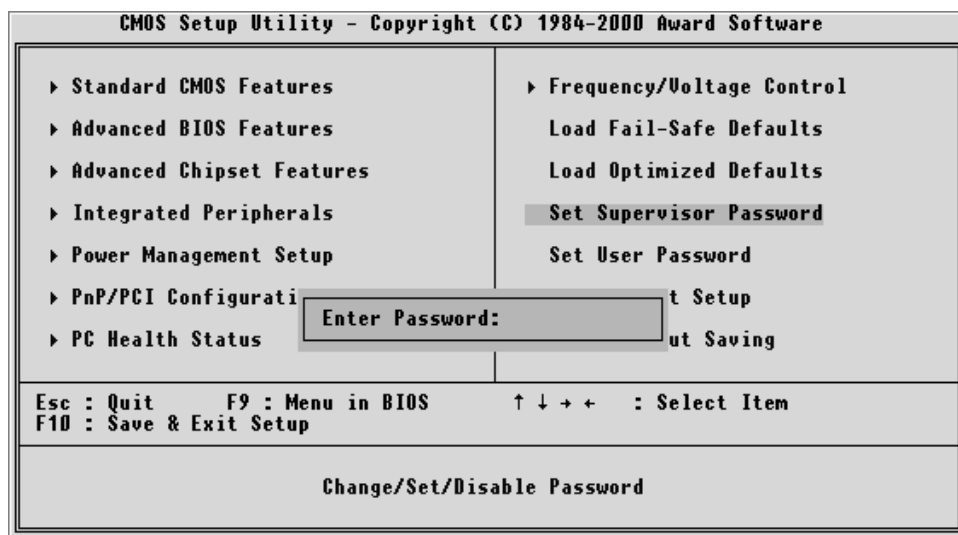 CMOS Setup Utility - Copyright (C) 1984-2000 Award Software
Standard CMOS Features
Advanced BIOS Features
Advanced Chipset Features
Integrated Peripherals
Power Management Setup
PnP/PCI Configurati
PC Health Status
Frequency/Voltage Control
Load Fail-Safe Defaults
Load Optimized Defaults
Set Supervisor Password
Set User Password
t Setup
ut Saving
Enter Password:
Esc : Quit F9 : Menu in BIOS ↑ ↓ → ← : Select Item
F10 : Save & Exit Setup
Change/Set/Disable Password